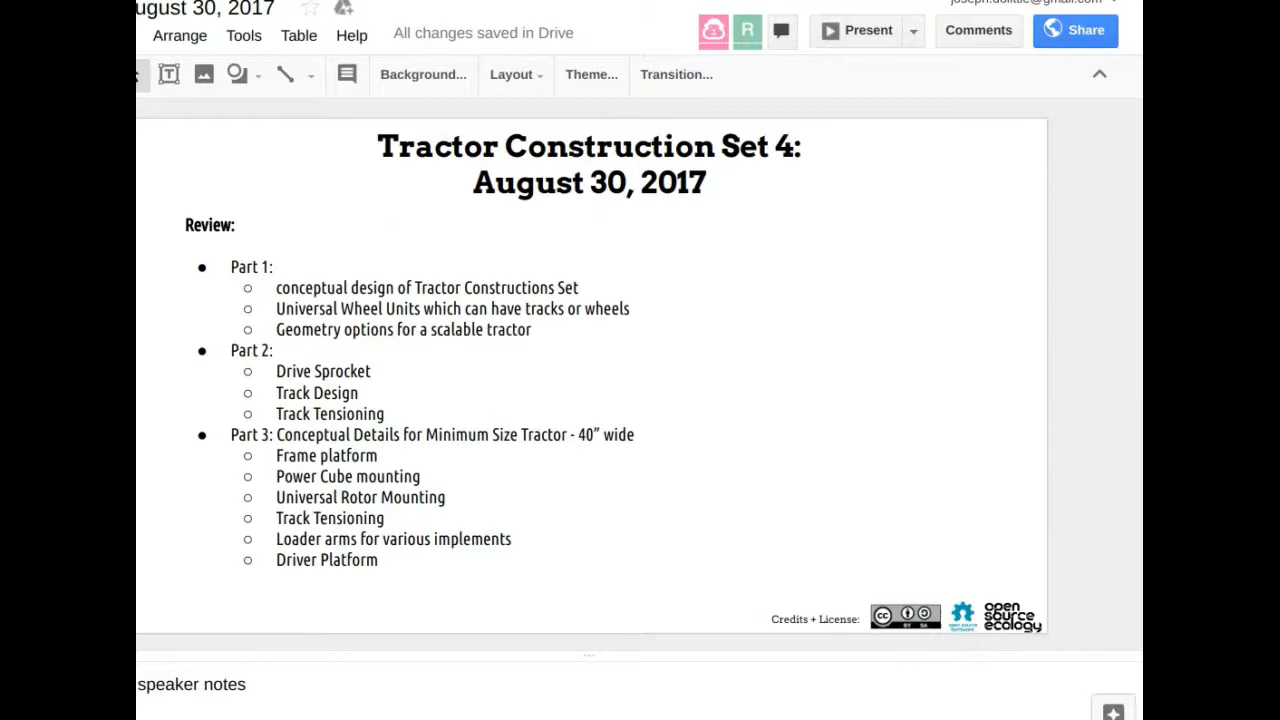 ugust 30, 2017
Arrange Tools Table Help All changes saved in Drive R Present Comments Share
Background... Layout Theme... Transition...
Tractor Construction Set 4:
August 30, 2017
Review:
● Part 1:
○ conceptual design of Tractor Constructions Set
○ Universal Wheel Units which can have tracks or wheels
○ Geometry options for a scalable tractor
● Part 2:
○ Drive Sprocket
○ Track Design
○ Track Tensioning
● Part 3: Conceptual Details for Minimum Size Tractor - 40” wide
○ Frame platform
○ Power Cube mounting
○ Universal Rotor Mounting
○ Track Tensioning
○ Loader arms for various implements
○ Driver Platform
Credits + License: cc BY SA open source ecology
speaker notes